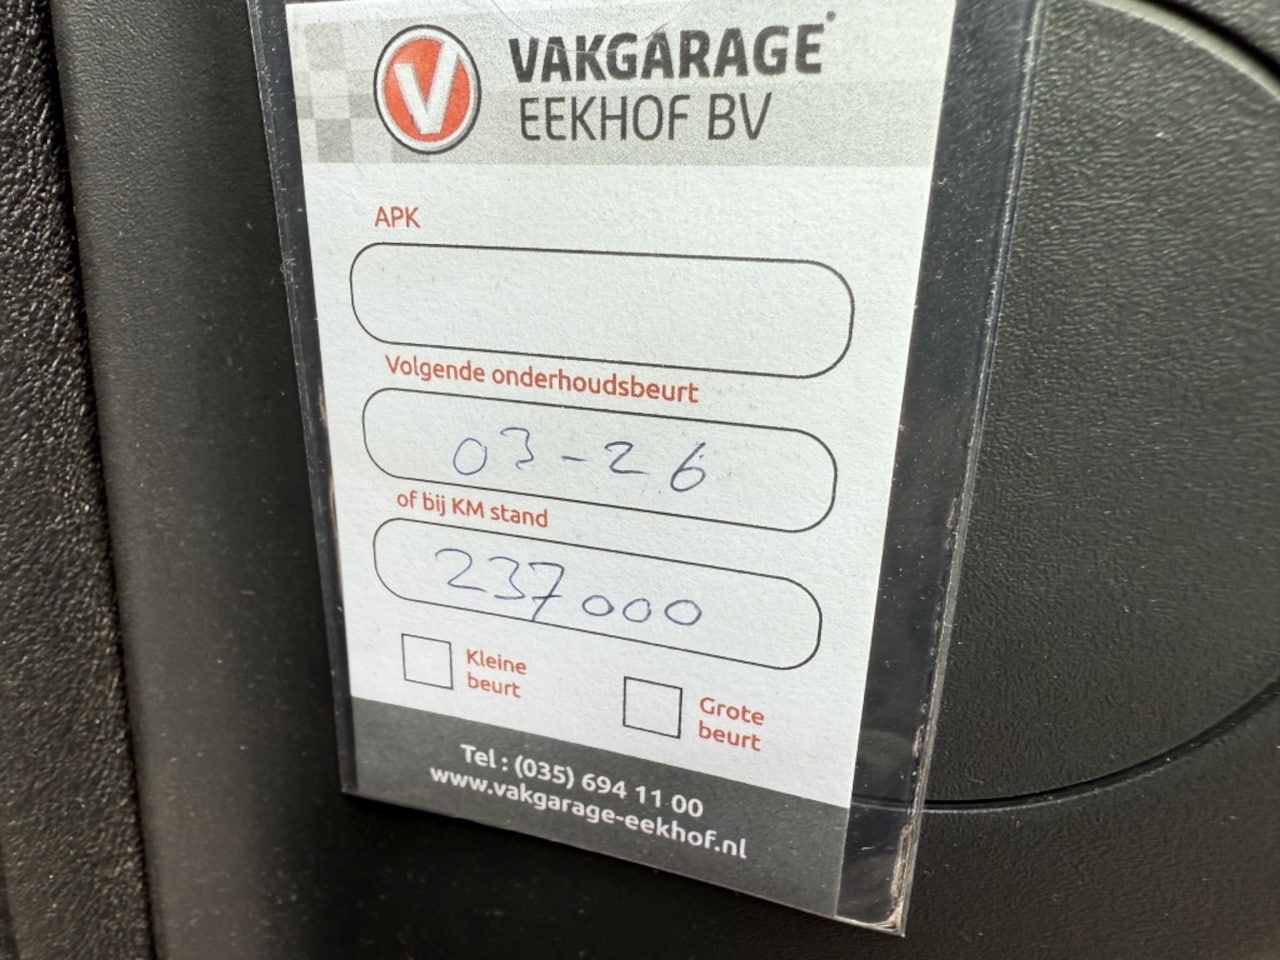 V VAKGARAGE
EEKHOF BV
APK
Volgende onderhoudsbeurt
03-26
of bij KM stand
237000
Kleine beurt
Grote beurt
Tel : (035) 694 11 00
www.vakgarage-eekhof.nl